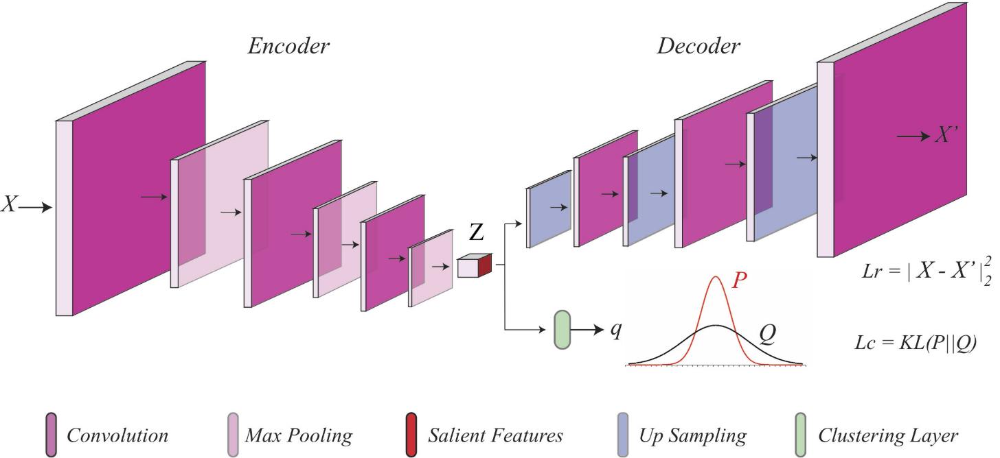 Encoder
Decoder
X
X'
Z
Lr = | X - X' |₂²
P
Q
q
Lc = KL(P||Q)
Convolution
Max Pooling
Salient Features
Up Sampling
Clustering Layer